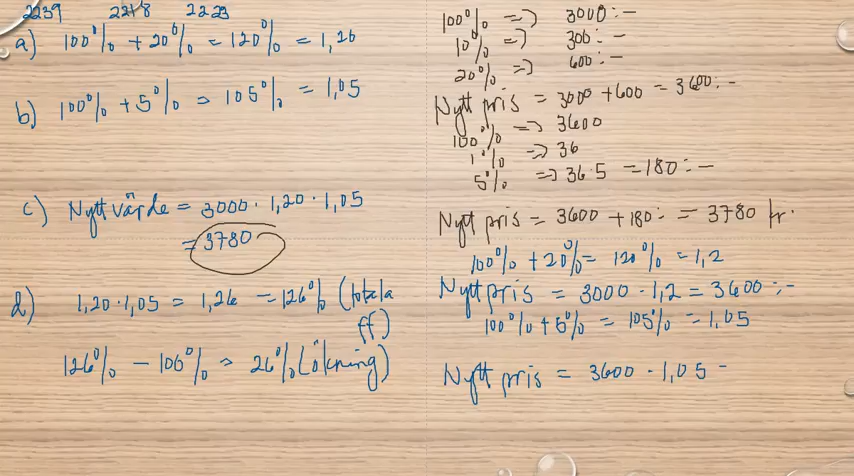 2239 2248 2223
a) 100% + 20% = 120% = 1,20
b) 100% + 5% => 105% = 1,05
c) Nytt värde = 3000 · 1,20 · 1,05
= 3780
d) 1,20 · 1,05 = 1,26 = 126% (totala
ff)
126% - 100% => 26% (ökning)
100% => 3000:-
10% => 300:-
20% => 600:-
Nytt pris = 3000 + 600 = 3600:-
100% => 3600
1% => 36
5% => 36·5 = 180:-
Nytt pris = 3600 + 180: = 3780 kr.
100% + 20% = 120% = 1,2
Nytt pris = 3000 · 1,2 = 3600:-
100% + 5% = 105% = 1,05
Nytt pris = 3600 · 1,05 -